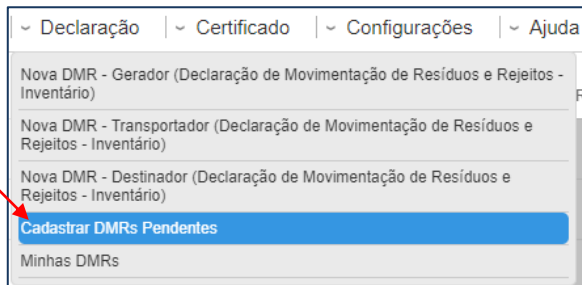 Declaração Certificado Configurações Ajuda
Nova DMR - Gerador (Declaração de Movimentação de Resíduos e Rejeitos -
Inventário)
Nova DMR - Transportador (Declaração de Movimentação de Resíduos e
Rejeitos - Inventário)
Nova DMR - Destinador (Declaração de Movimentação de Resíduos e
Rejeitos - Inventário)
Cadastrar DMRs Pendentes
Minhas DMRs